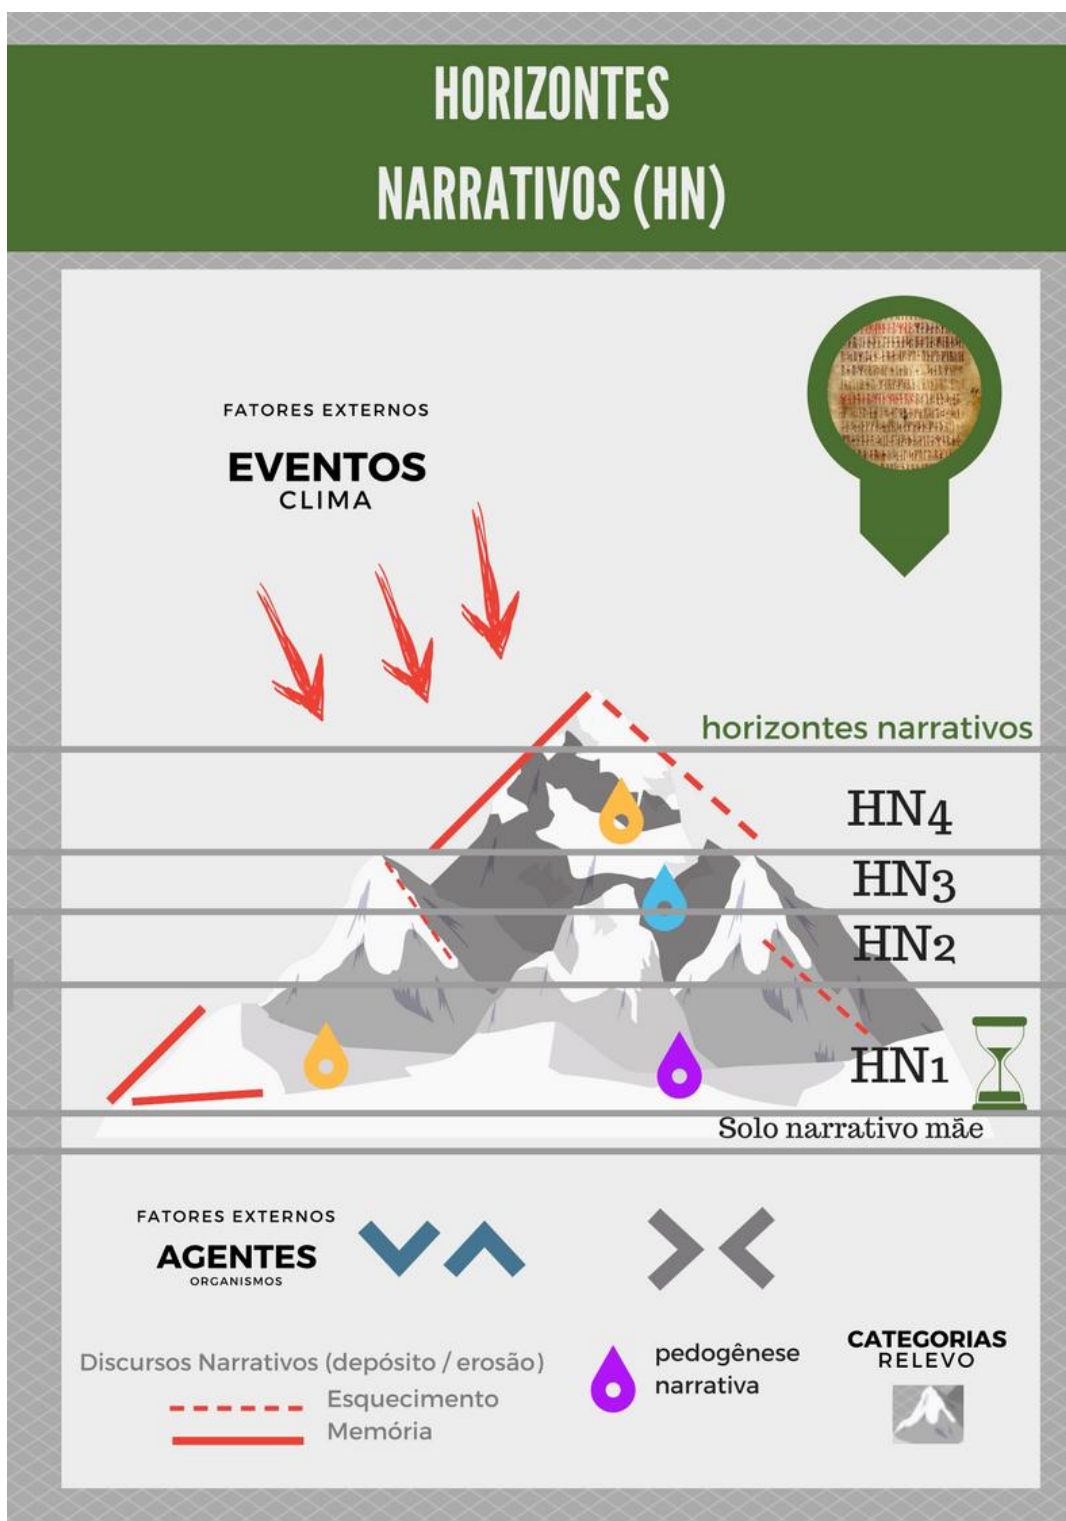 HORIZONTES
NARRATIVOS (HN)
FATORES EXTERNOS
EVENTOS
CLIMA
horizontes narrativos
HN4
HN3
HN2
HN1
Solo narrativo mãe
FATORES EXTERNOS
AGENTES
ORGANISMOS
Discursos Narrativos (depósito / erosão)
Esquecimento
Memória
pedogênese
narrativa
CATEGORIAS
RELEVO